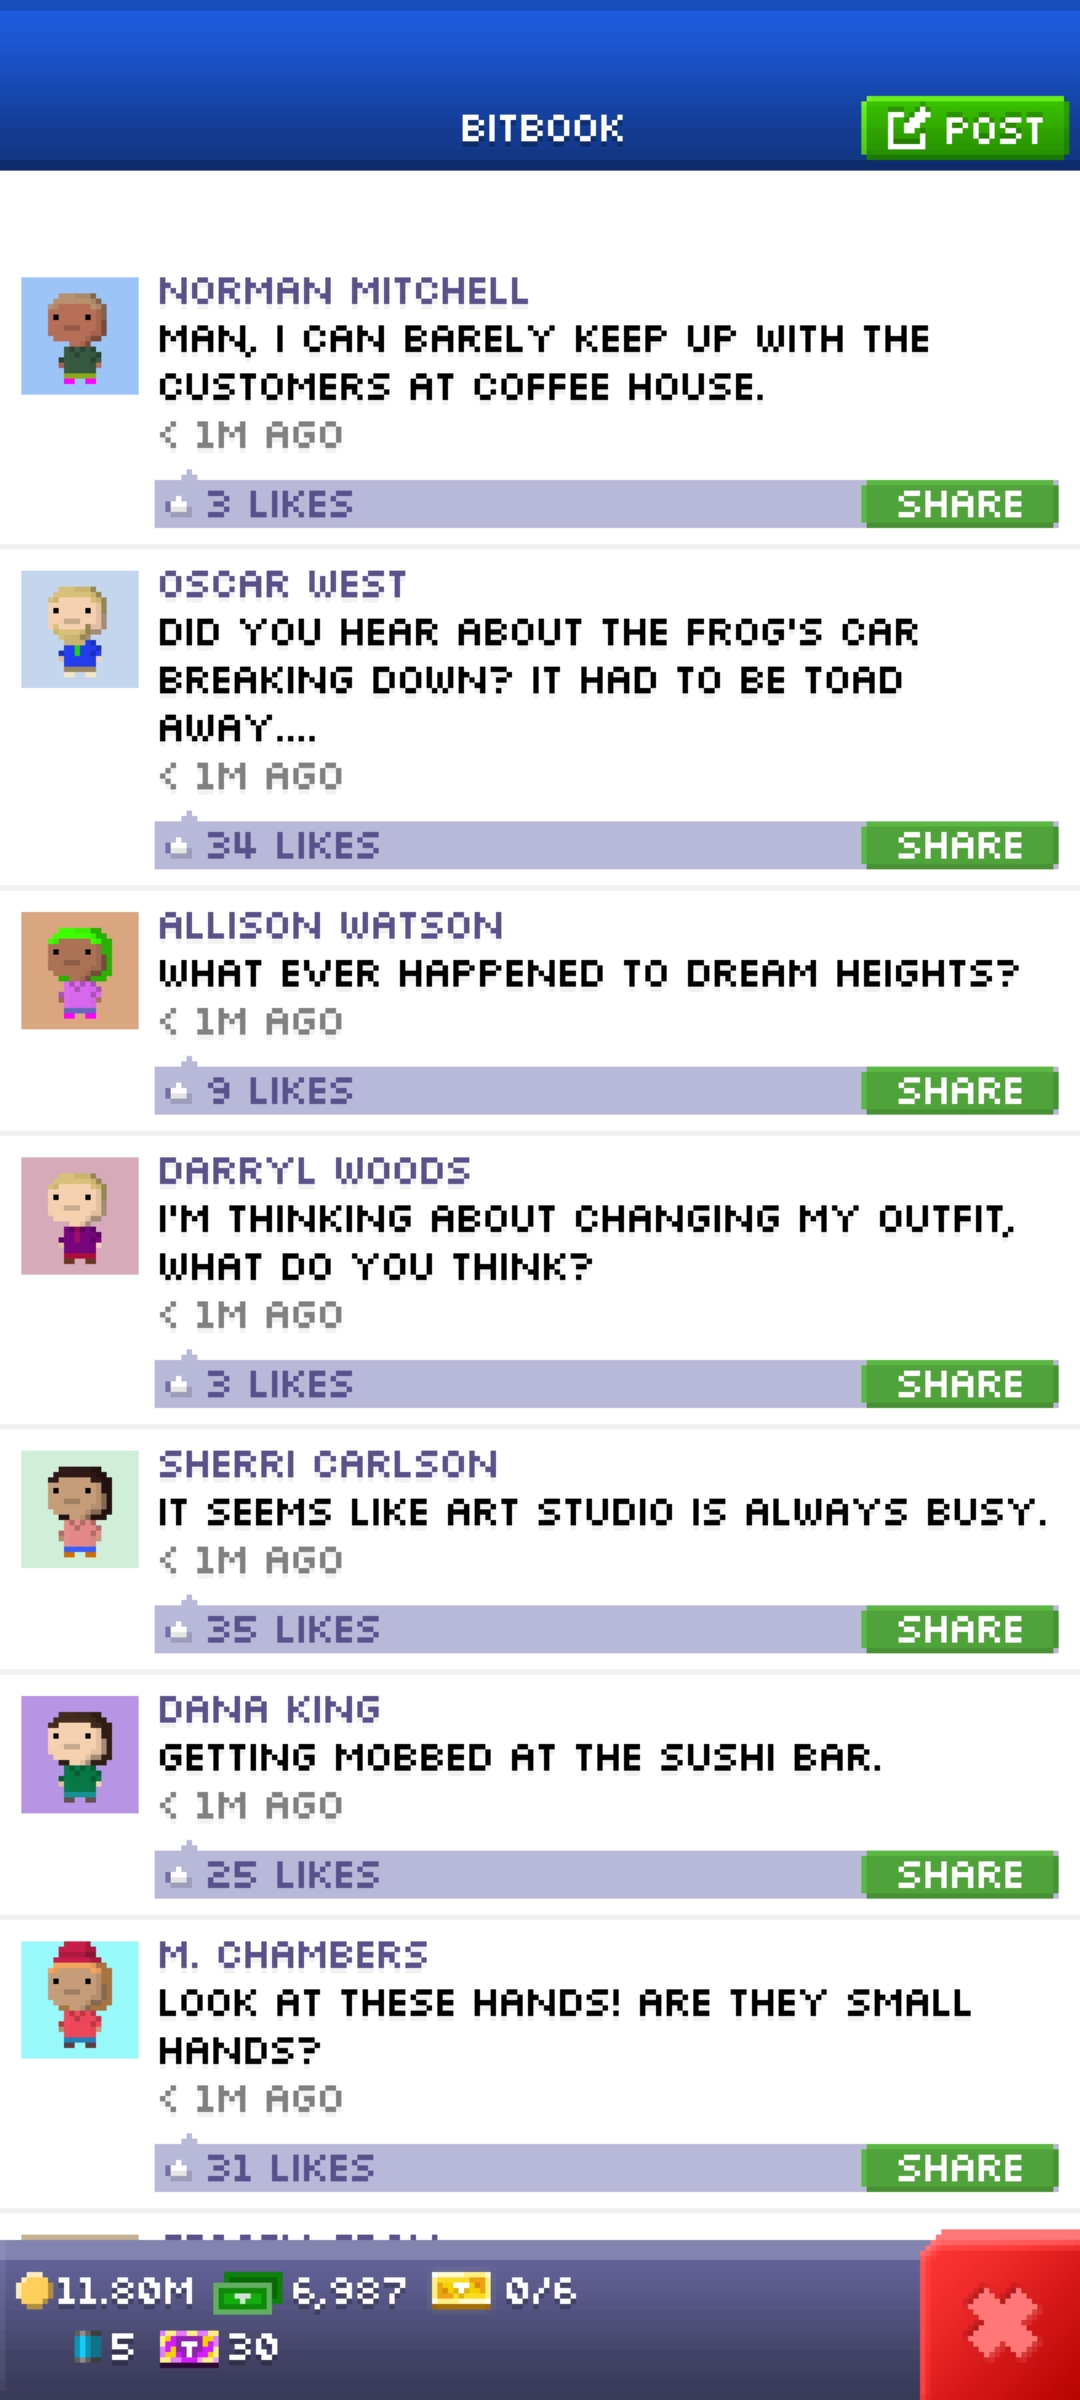 BITBOOK
POST
NORMAN MITCHELL
MAN, I CAN BARELY KEEP UP WITH THE
CUSTOMERS AT COFFEE HOUSE.
< 1M AGO
3 LIKES
SHARE
OSCAR WEST
DID YOU HEAR ABOUT THE FROG'S CAR
BREAKING DOWN? IT HAD TO BE TOAD
AWAY....
< 1M AGO
34 LIKES
SHARE
ALLISON WATSON
WHAT EVER HAPPENED TO DREAM HEIGHTS?
< 1M AGO
9 LIKES
SHARE
DARRYL WOODS
I'M THINKING ABOUT CHANGING MY OUTFIT,
WHAT DO YOU THINK?
< 1M AGO
3 LIKES
SHARE
SHERRI CARLSON
IT SEEMS LIKE ART STUDIO IS ALWAYS BUSY.
< 1M AGO
35 LIKES
SHARE
DANA KING
GETTING MOBBED AT THE SUSHI BAR.
< 1M AGO
25 LIKES
SHARE
M. CHAMBERS
LOOK AT THESE HANDS! ARE THEY SMALL
HANDS?
< 1M AGO
31 LIKES
SHARE
11.80M 6,987 0/6
5 T 30